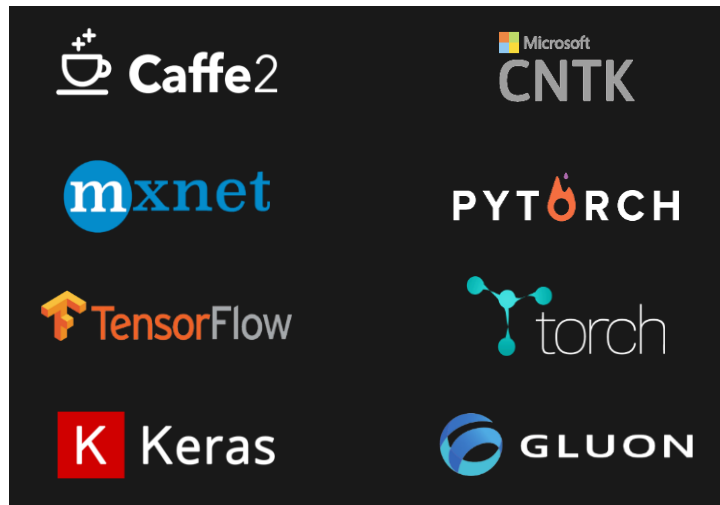 Caffe2
Microsoft
CNTK
mxnet
PYTORCH
TensorFlow
torch
K Keras
GLUON